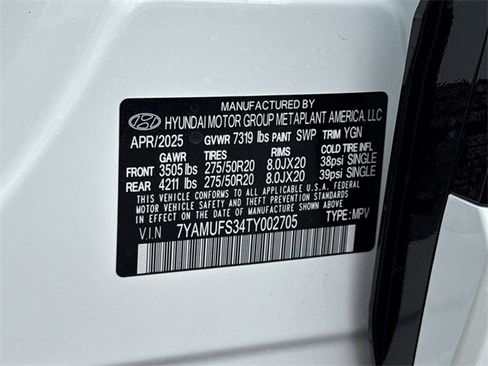 MANUFACTURED BY
HYUNDAI MOTOR GROUP METAPLANT AMERICA, LLC
APR/2025 GVWR 7319 lbs PAINT SWP TRIM YGN
GAWR TIRES RIMS COLD TIRE INFL
FRONT 3505 lbs 275/50R20 8.0JX20 38psi SINGLE
REAR 4211 lbs 275/50R20 8.0JX20 39psi SINGLE
THIS VEHICLE CONFORMS TO ALL APPLICABLE U.S.A. FEDERAL
MOTOR VEHICLE SAFETY AND THEFT PREVENTION STANDARDS
IN EFFECT ON THE DATE OF MANUFACTURE SHOWN ABOVE.
V.I.N 7YAMUFS34TY002705 TYPE: MPV